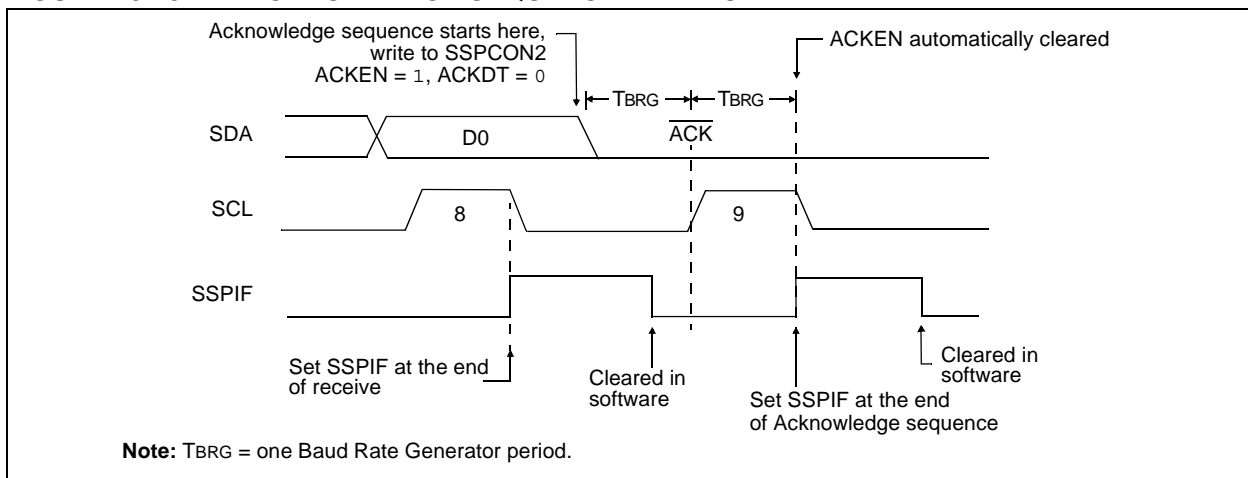 Acknowledge sequence starts here,
write to SSPCON2
ACKEN = 1, ACKDT = 0
ACKEN automatically cleared
TBRG
TBRG
SDA
D0
ACK
SCL
8
9
SSPIF
Set SSPIF at the end
of receive
Cleared in
software
Set SSPIF at the end
of Acknowledge sequence
Cleared in
software
Note: TBRG = one Baud Rate Generator period.